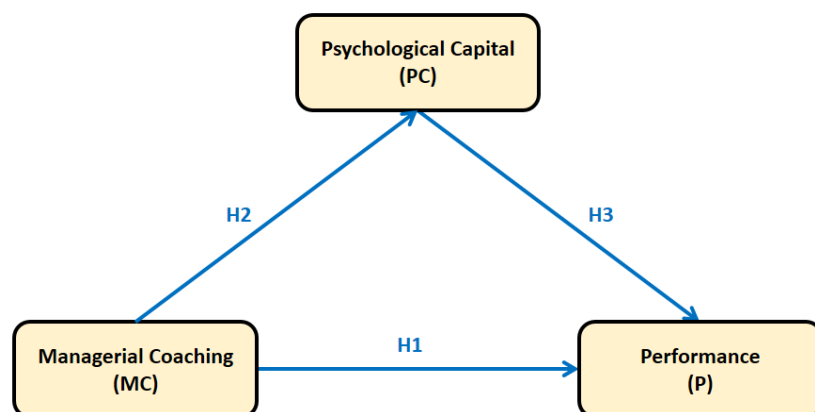 Psychological Capital
(PC)
H2
H3
H1
Managerial Coaching
(MC)
Performance
(P)